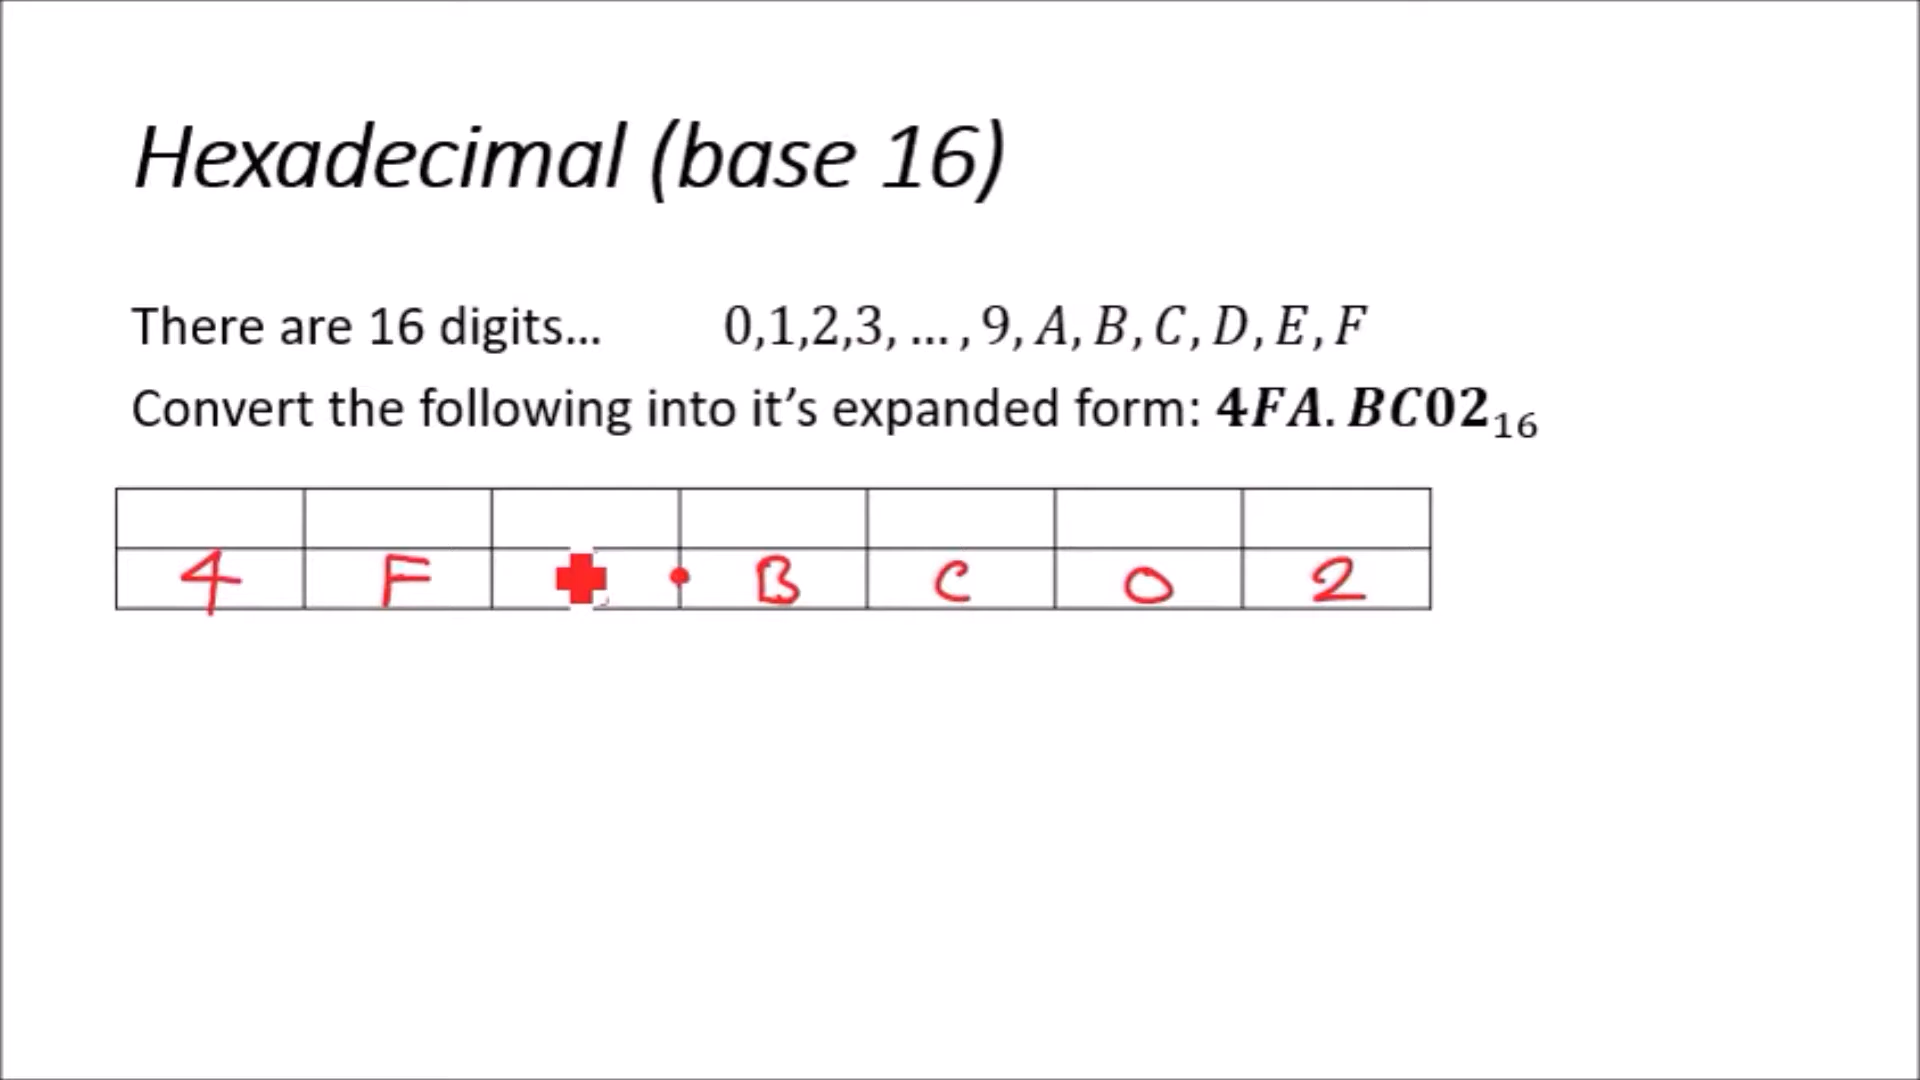 Hexadecimal (base 16)
There are 16 digits... 0,1,2,3, ... , 9, A, B, C, D, E, F
Convert the following into it’s expanded form: 4FA.BC02₁₆
4 F . B C 0 2